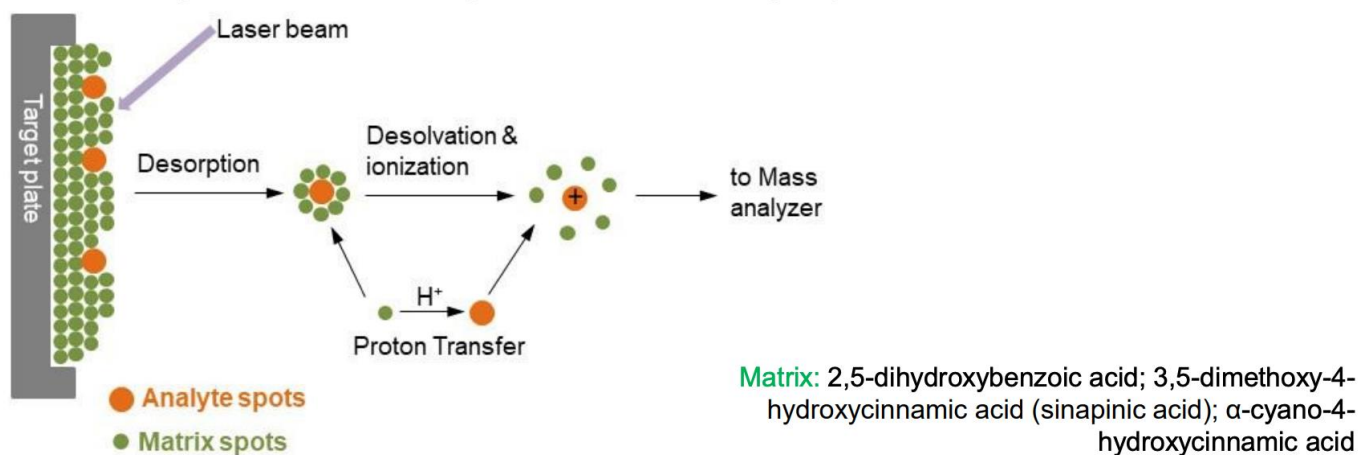 Laser beam
Target plate
Desorption
Desolvation &
ionization
+
to Mass
analyzer
H⁺
Proton Transfer
Analyte spots
Matrix spots
Matrix: 2,5-dihydroxybenzoic acid; 3,5-dimethoxy-4-
hydroxycinnamic acid (sinapinic acid); α-cyano-4-
hydroxycinnamic acid